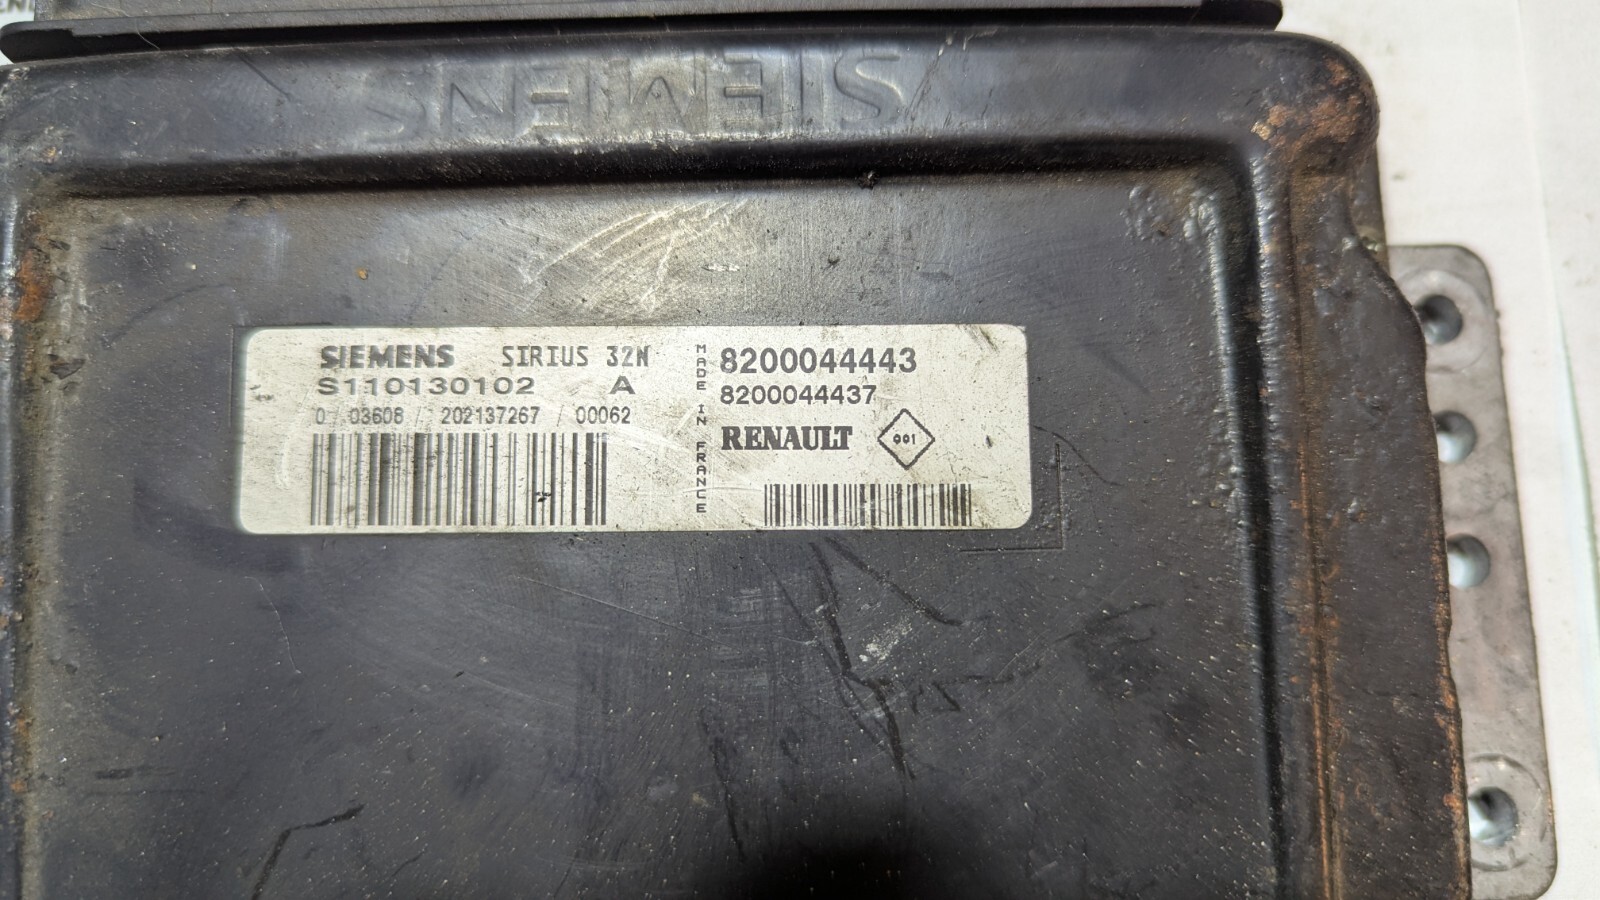 SIEMENS
SIEMENS SIRIUS 32N
S110130102 A
0 / 03608 / 202137267 / 00062
MADE IN FRANCE
8200044443
8200044437
RENAULT 001